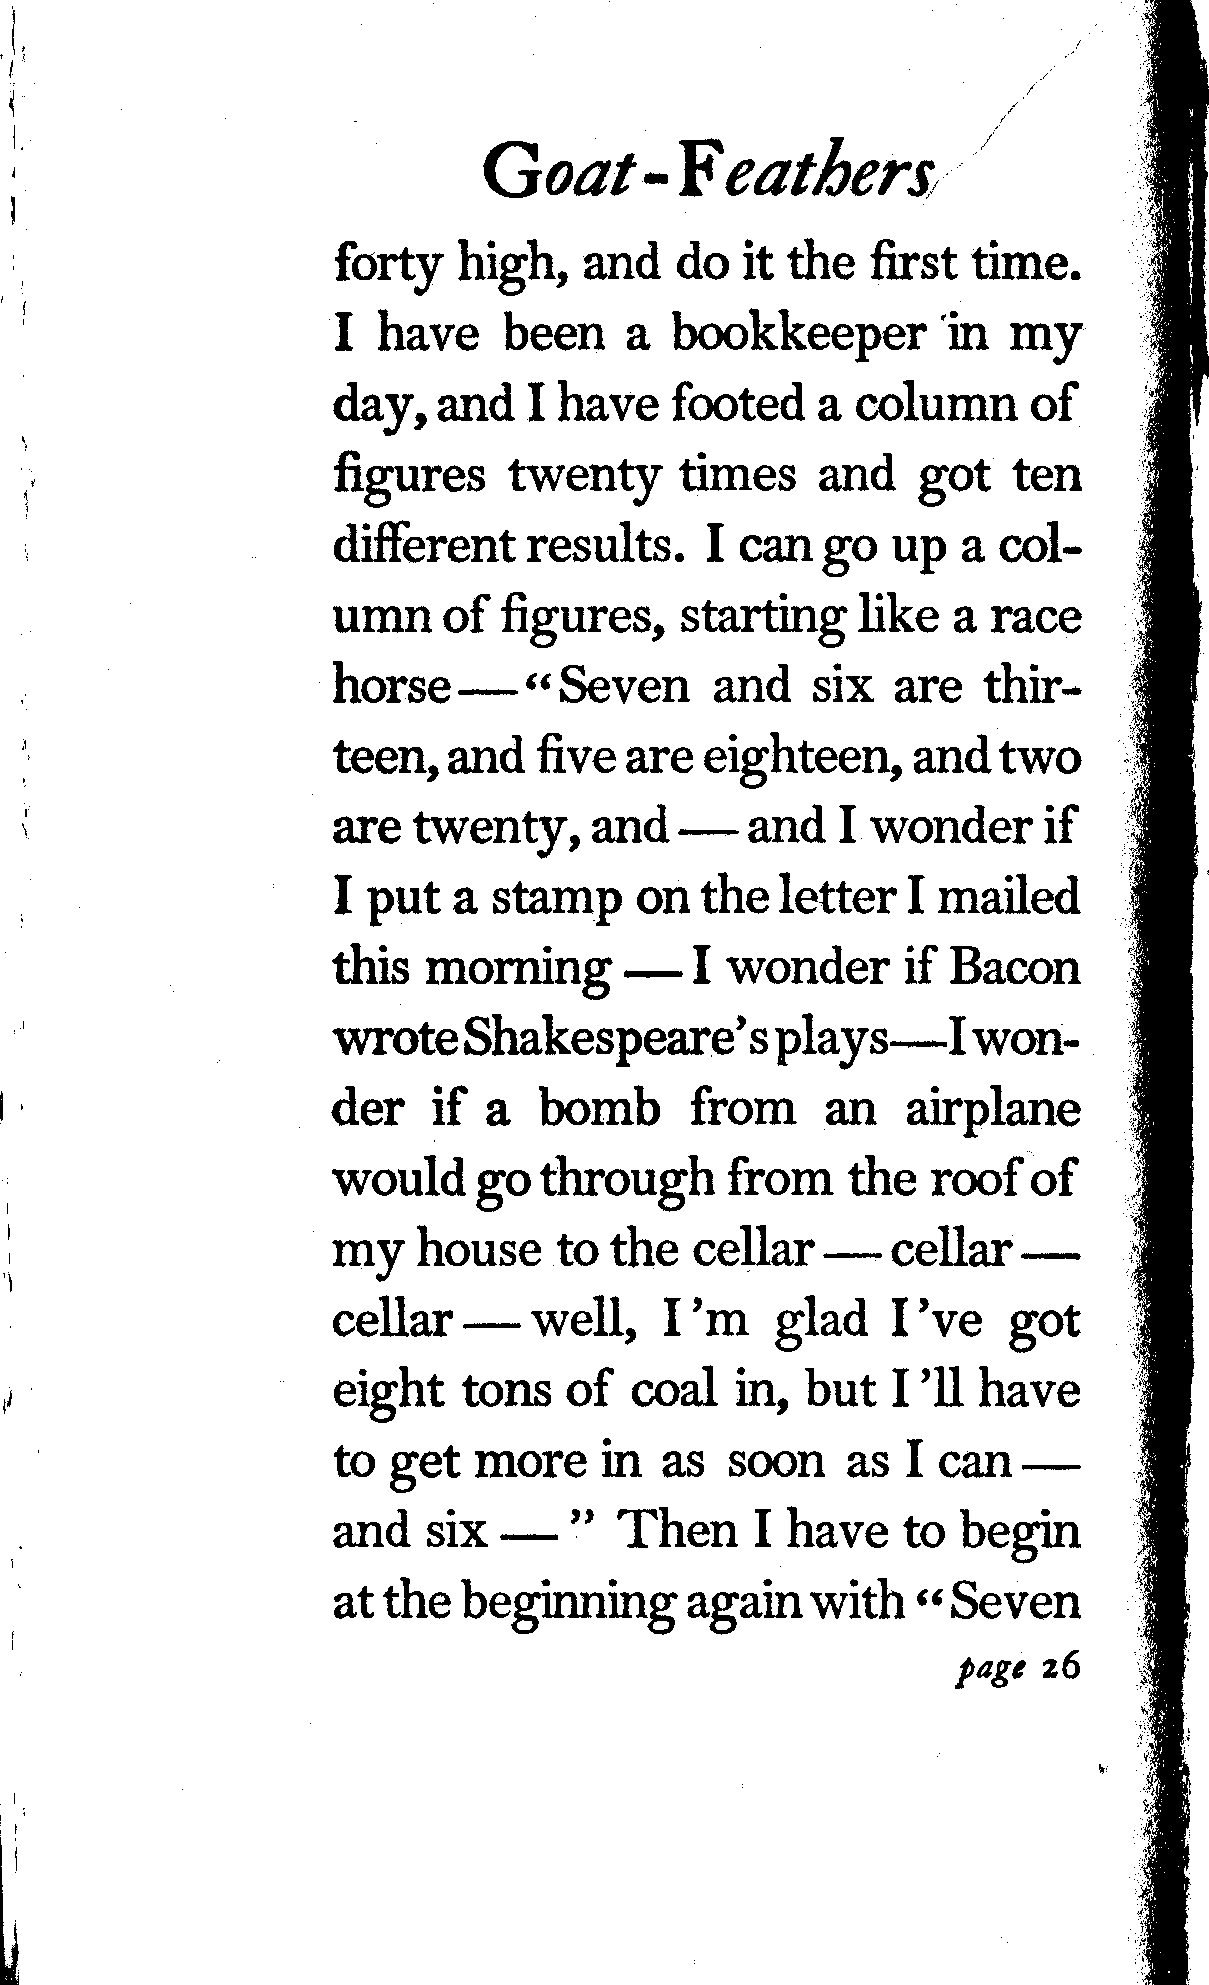 Goat-Feathers
forty high, and do it the first time.
I have been a bookkeeper in my
day, and I have footed a column of
figures twenty times and got ten
different results. I can go up a col-
umn of figures, starting like a race
horse—“Seven and six are thir-
teen, and five are eighteen, and two
are twenty, and — and I wonder if
I put a stamp on the letter I mailed
this morning — I wonder if Bacon
wrote Shakespeare’s plays—I won-
der if a bomb from an airplane
would go through from the roof of
my house to the cellar — cellar —
cellar — well, I’m glad I’ve got
eight tons of coal in, but I’ll have
to get more in as soon as I can —
and six — ” Then I have to begin
at the beginning again with “Seven
page 26